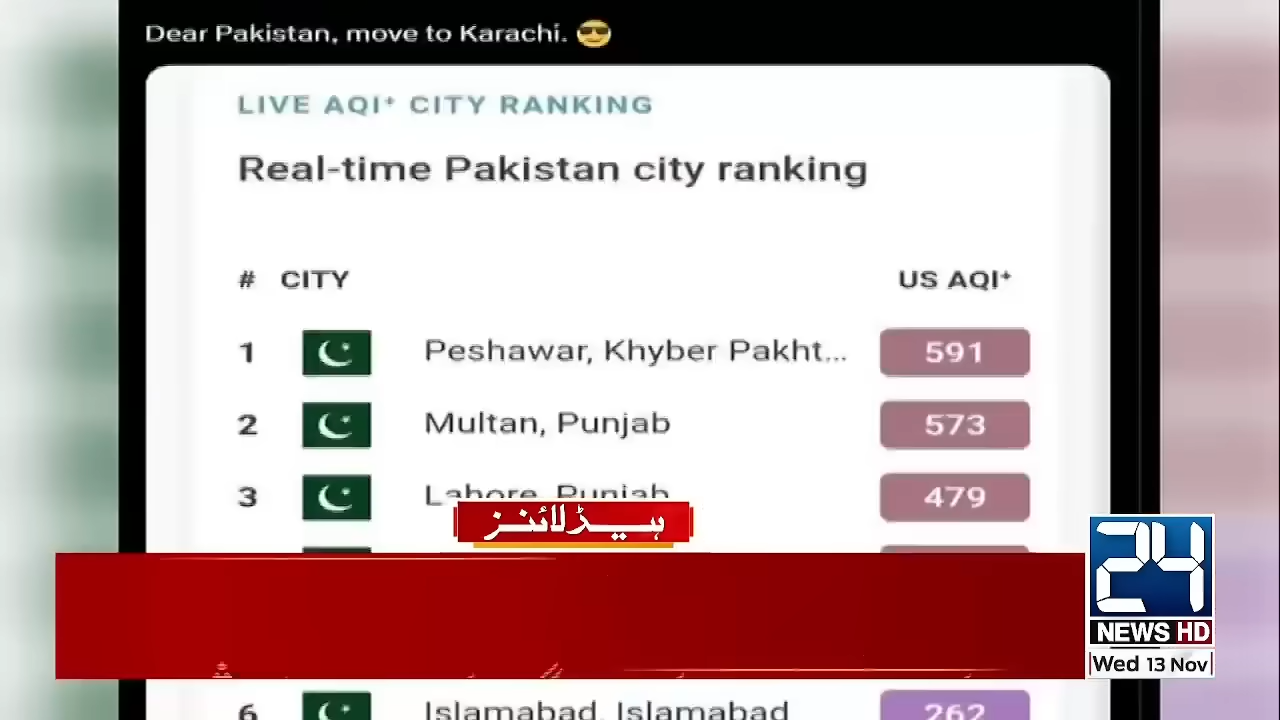 Dear Pakistan, move to Karachi. 😎
LIVE AQI⁺ CITY RANKING
Real-time Pakistan city ranking
# CITY US AQI⁺
1 Peshawar, Khyber Pakht... 591
2 Multan, Punjab 573
3 Lahore, Punjab 479
ہیڈلائنز
24
NEWS HD
Wed 13 Nov
6 Islamabad, Islamabad 262